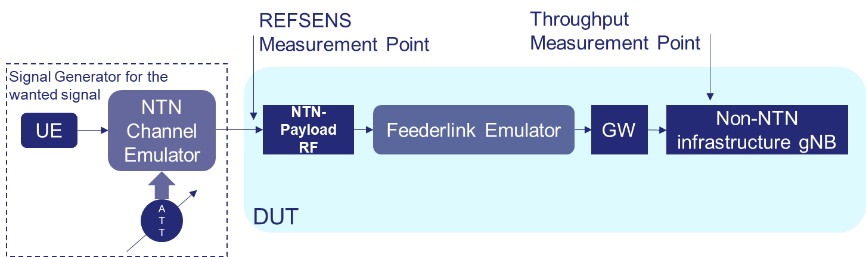 REFSENS
Measurement Point
Throughput
Measurement Point
Signal Generator for the
wanted signal
UE
NTN
Channel
Emulator
A
T
T
NTN-
Payload
RF
Feederlink Emulator
GW
Non-NTN
infrastructure gNB
DUT